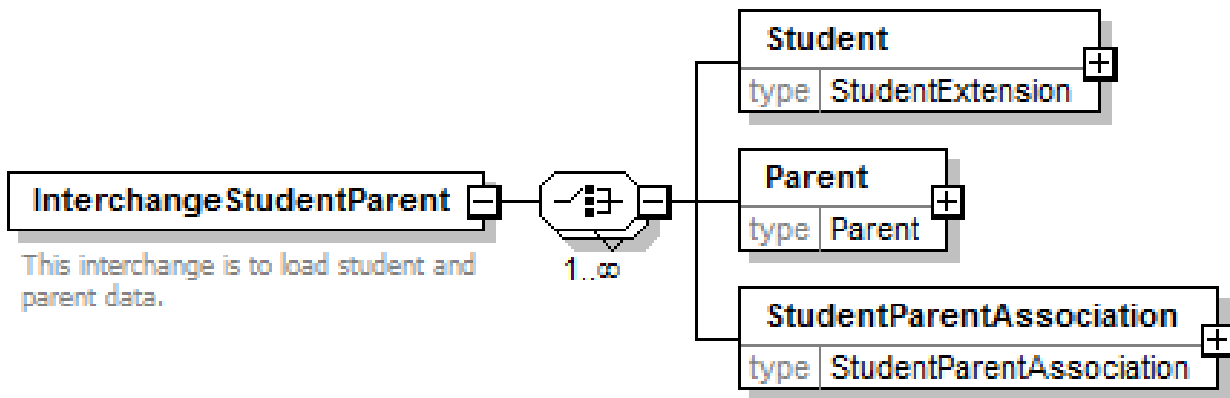 Student
type StudentExtension
Parent
type Parent
InterchangeStudentParent
This interchange is to load student and
parent data.
1..∞
StudentParentAssociation
type StudentParentAssociation